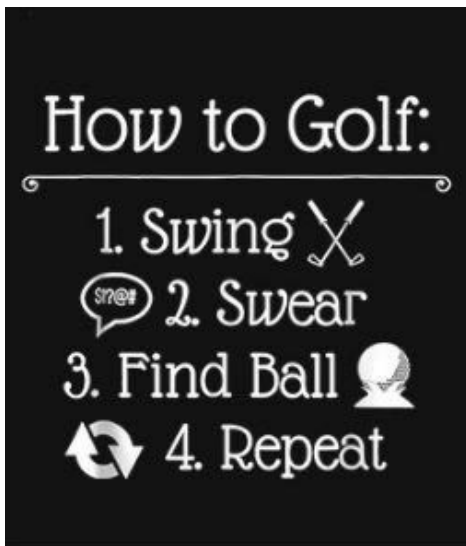 How to Golf:
1. Swing
$!?@# 2. Swear
3. Find Ball
4. Repeat